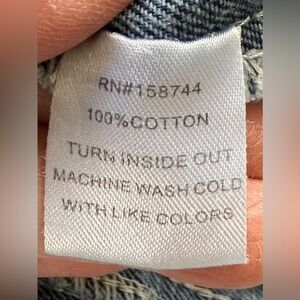 RN#158744
100%COTTON
TURN INSIDE OUT
MACHINE WASH COLD
WITH LIKE COLORS